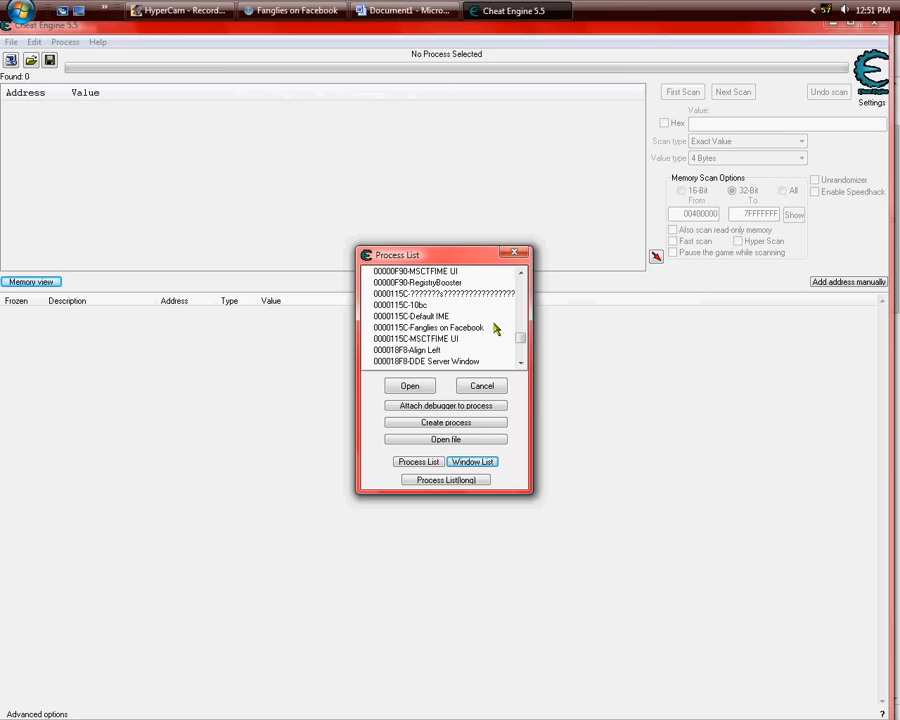 HyperCam - Record...
Fanglies on Facebook
Document1 - Micro...
Cheat Engine 5.5
<
57
12:51 PM
Cheat Engine 5.5
File Edit Process Help
No Process Selected
Found: 0
Address Value
First Scan Next Scan Undo scan
Settings
Value:
Hex
Scan type Exact Value
Value type 4 Bytes
Memory Scan Options
16-Bit 32-Bit All
From To
00400000 7FFFFFFF Show
Also scan read-only memory
Fast scan Hyper Scan
Pause the game while scanning
Unrandomizer
Enable Speedhack
Process List
00000F90-MSCTFIME UI
00000F90-RegistryBooster
0000115C-???????s?????????????????
0000115C-10bc
0000115C-Default IME
0000115C-Fanglies on Facebook
0000115C-MSCTFIME UI
000018F8-Align Left
000018F8-DDE Server Window
Open Cancel
Attach debugger to process
Create process
Open file
Process List Window List
Process List(long)
Memory view
Add address manually
Frozen Description Address Type Value
Advanced options
?